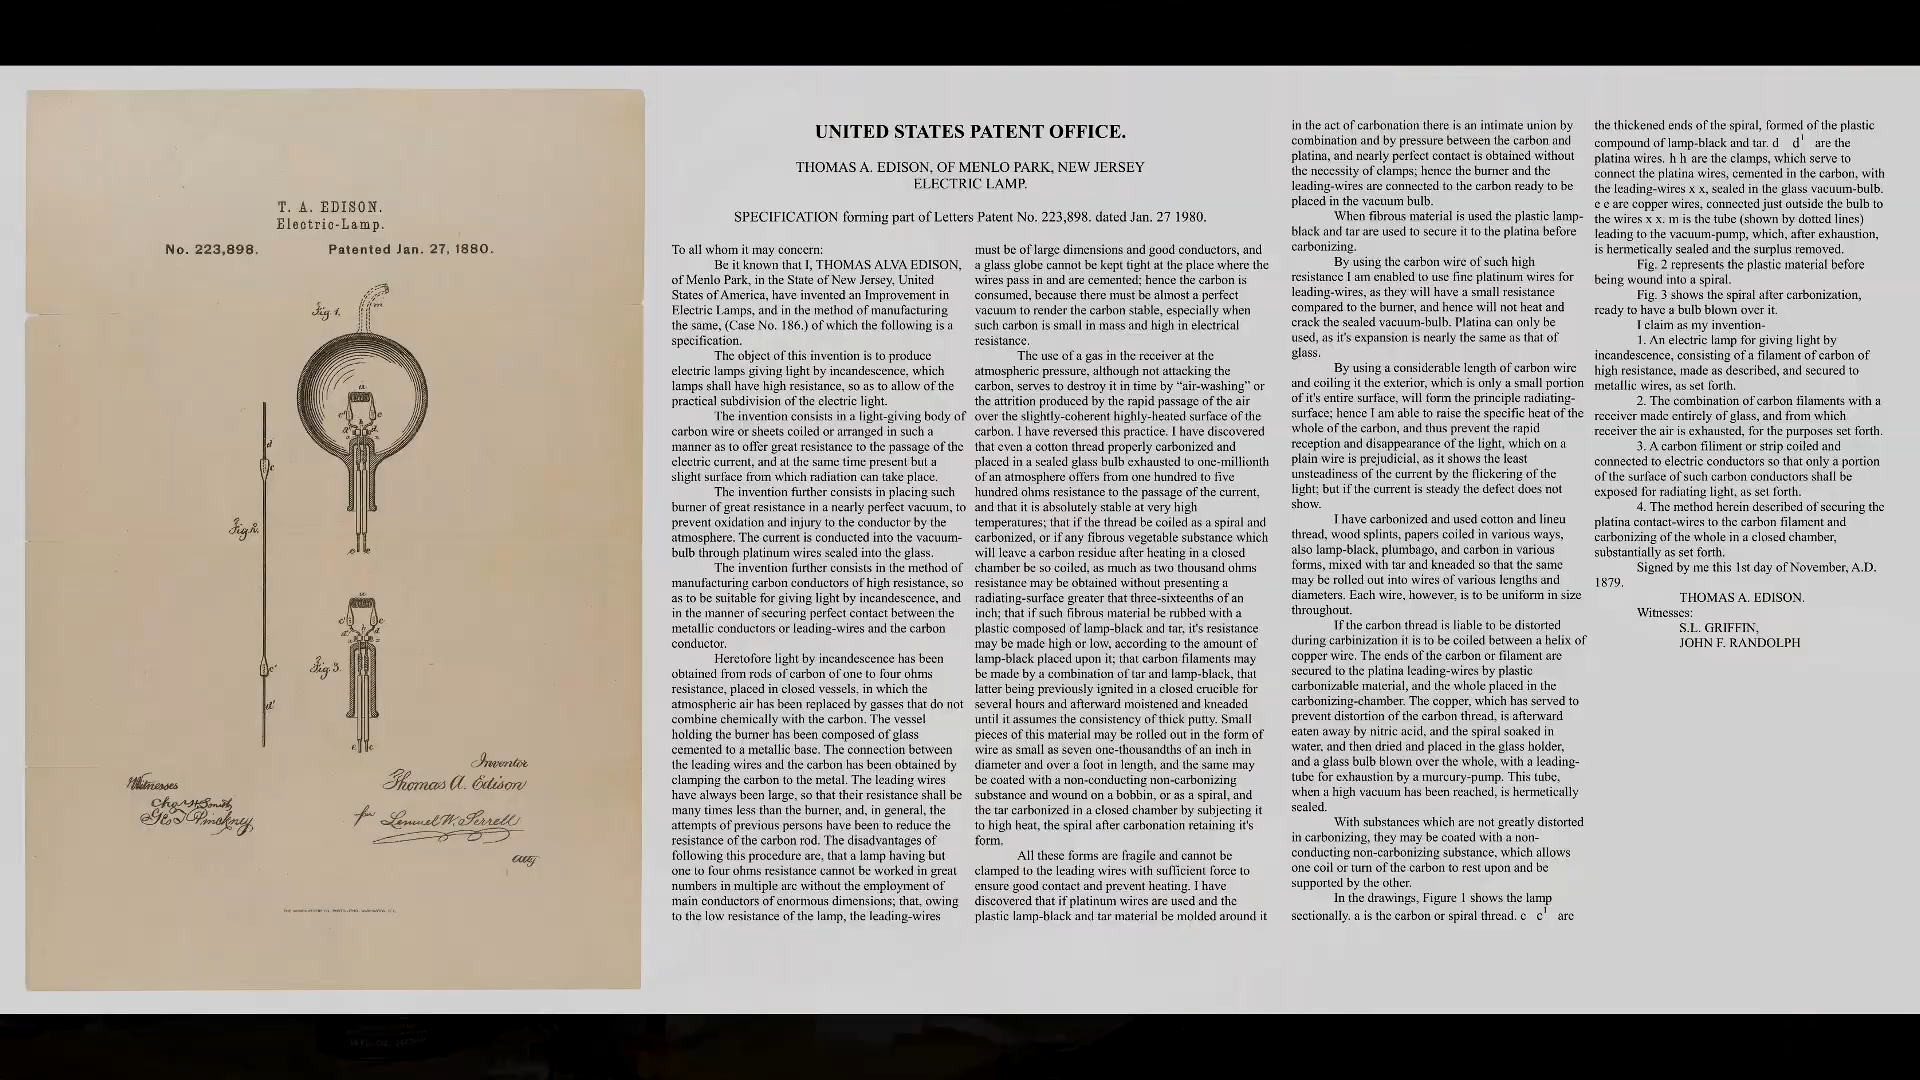 T. A. EDISON.
Electric-Lamp.
No. 223,898.
Patented Jan. 27, 1880.
Fig 1.
m
a
c'
c
Fig 2.
d
c
e e
c'
c
Fig. 3.
c'
d'
e e
Witnesses
Chas H. Smith
Geo. T. Pinckney
Inventor
Thomas A. Edison
for Lemuel W. Serrell
atty
UNITED STATES PATENT OFFICE.
THOMAS A. EDISON, OF MENLO PARK, NEW JERSEY
ELECTRIC LAMP.
SPECIFICATION forming part of Letters Patent No. 223,898. dated Jan. 27 1980.
To all whom it may concern:
Be it known that I, THOMAS ALVA EDISON,
of Menlo Park, in the State of New Jersey, United
States of America, have invented an Improvement in
Electric Lamps, and in the method of manufacturing
the same, (Case No. 186.) of which the following is a
specification.
The object of this invention is to produce
electric lamps giving light by incandescence, which
lamps shall have high resistance, so as to allow of the
practical subdivision of the electric light.
The invention consists in a light-giving body of
carbon wire or sheets coiled or arranged in such a
manner as to offer great resistance to the passage of the
electric current, and at the same time present but a
slight surface from which radiation can take place.
The invention further consists in placing such
burner of great resistance in a nearly perfect vacuum, to
prevent oxidation and injury to the conductor by the
atmosphere. The current is conducted into the vacuum-
bulb through platinum wires sealed into the glass.
The invention further consists in the method of
manufacturing carbon conductors of high resistance, so
as to be suitable for giving light by incandescence, and
in the manner of securing perfect contact between the
metallic conductors or leading-wires and the carbon
conductor.
Heretofore light by incandescence has been
obtained from rods of carbon of one to four ohms
resistance, placed in closed vessels, in which the
atmospheric air has been replaced by gasses that do not
combine chemically with the carbon. The vessel
holding the burner has been composed of glass
cemented to a metallic base. The connection between
the leading wires and the carbon has been obtained by
clamping the carbon to the metal. The leading wires
have always been large, so that their resistance shall be
many times less than the burner, and, in general, the
attempts of previous persons have been to reduce the
resistance of the carbon rod. The disadvantages of
following this procedure are, that a lamp having but
one to four ohms resistance cannot be worked in great
numbers in multiple arc without the employment of
main conductors of enormous dimensions; that, owing
to the low resistance of the lamp, the leading-wires
must be of large dimensions and good conductors, and
a glass globe cannot be kept tight at the place where the
wires pass in and are cemented; hence the carbon is
consumed, because there must be almost a perfect
vacuum to render the carbon stable, especially when
such carbon is small in mass and high in electrical
resistance.
The use of a gas in the receiver at the
atmospheric pressure, although not attacking the
carbon, serves to destroy it in time by “air-washing” or
the attrition produced by the rapid passage of the air
over the slightly-coherent highly-heated surface of the
carbon. I have reversed this practice. I have discovered
that even a cotton thread properly carbonized and
placed in a sealed glass bulb exhausted to one-millionth
of an atmosphere offers from one hundred to five
hundred ohms resistance to the passage of the current,
and that it is absolutely stable at very high
temperatures; that if the thread be coiled as a spiral and
carbonized, or if any fibrous vegetable substance which
will leave a carbon residue after heating in a closed
chamber be so coiled, as much as two thousand ohms
resistance may be obtained without presenting a
radiating-surface greater that three-sixteenths of an
inch; that if such fibrous material be rubbed with a
plastic composed of lamp-black and tar, it's resistance
may be made high or low, according to the amount of
lamp-black placed upon it; that carbon filaments may
be made by a combination of tar and lamp-black, that
latter being previously ignited in a closed crucible for
several hours and afterward moistened and kneaded
until it assumes the consistency of thick putty. Small
pieces of this material may be rolled out in the form of
wire as small as seven one-thousandths of an inch in
diameter and over a foot in length, and the same may
be coated with a non-conducting non-carbonizing
substance and wound on a bobbin, or as a spiral, and
the tar carbonized in a closed chamber by subjecting it
to high heat, the spiral after carbonation retaining it's
form.
All these forms are fragile and cannot be
clamped to the leading wires with sufficient force to
ensure good contact and prevent heating. I have
discovered that if platinum wires are used and the
plastic lamp-black and tar material be molded around it
in the act of carbonation there is an intimate union by
combination and by pressure between the carbon and
platina, and nearly perfect contact is obtained without
the necessity of clamps; hence the burner and the
leading-wires are connected to the carbon ready to be
placed in the vacuum bulb.
When fibrous material is used the plastic lamp-
black and tar are used to secure it to the platina before
carbonizing.
By using the carbon wire of such high
resistance I am enabled to use fine platinum wires for
leading-wires, as they will have a small resistance
compared to the burner, and hence will not heat and
crack the sealed vacuum-bulb. Platina can only be
used, as it's expansion is nearly the same as that of
glass.
By using a considerable length of carbon wire
and coiling it the exterior, which is only a small portion
of it's entire surface, will form the principle radiating-
surface; hence I am able to raise the specific heat of the
whole of the carbon, and thus prevent the rapid
reception and disappearance of the light, which on a
plain wire is prejudicial, as it shows the least
unsteadiness of the current by the flickering of the
light; but if the current is steady the defect does not
show.
I have carbonized and used cotton and lineu
thread, wood splints, papers coiled in various ways,
also lamp-black, plumbago, and carbon in various
forms, mixed with tar and kneaded so that the same
may be rolled out into wires of various lengths and
diameters. Each wire, however, is to be uniform in size
throughout.
If the carbon thread is liable to be distorted
during carbinization it is to be coiled between a helix of
copper wire. The ends of the carbon or filament are
secured to the platina leading-wires by plastic
carbonizable material, and the whole placed in the
carbonizing-chamber. The copper, which has served to
prevent distortion of the carbon thread, is afterward
eaten away by nitric acid, and the spiral soaked in
water, and then dried and placed in the glass holder,
and a glass bulb blown over the whole, with a leading-
tube for exhaustion by a murcury-pump. This tube,
when a high vacuum has been reached, is hermetically
sealed.
With substances which are not greatly distorted
in carbonizing, they may be coated with a non-
conducting non-carbonizing substance, which allows
one coil or turn of the carbon to rest upon and be
supported by the other.
In the drawings, Figure 1 shows the lamp
sectionally. a is the carbon or spiral thread. c c¹ are
the thickened ends of the spiral, formed of the plastic
compound of lamp-black and tar. d d¹ are the
platina wires. h h are the clamps, which serve to
connect the platina wires, cemented in the carbon, with
the leading-wires x x, sealed in the glass vacuum-bulb.
e e are copper wires, connected just outside the bulb to
the wires x x. m is the tube (shown by dotted lines)
leading to the vacuum-pump, which, after exhaustion,
is hermetically sealed and the surplus removed.
Fig. 2 represents the plastic material before
being wound into a spiral.
Fig. 3 shows the spiral after carbonization,
ready to have a bulb blown over it.
I claim as my invention-
1. An electric lamp for giving light by
incandescence, consisting of a filament of carbon of
high resistance, made as described, and secured to
metallic wires, as set forth.
2. The combination of carbon filaments with a
receiver made entirely of glass, and from which
receiver the air is exhausted, for the purposes set forth.
3. A carbon filiment or strip coiled and
connected to electric conductors so that only a portion
of the surface of such carbon conductors shall be
exposed for radiating light, as set forth.
4. The method herein described of securing the
platina contact-wires to the carbon filament and
carbonizing of the whole in a closed chamber,
substantially as set forth.
Signed by me this 1st day of November, A.D.
1879.
THOMAS A. EDISON.
Witnesses:
S.L. GRIFFIN,
JOHN F. RANDOLPH